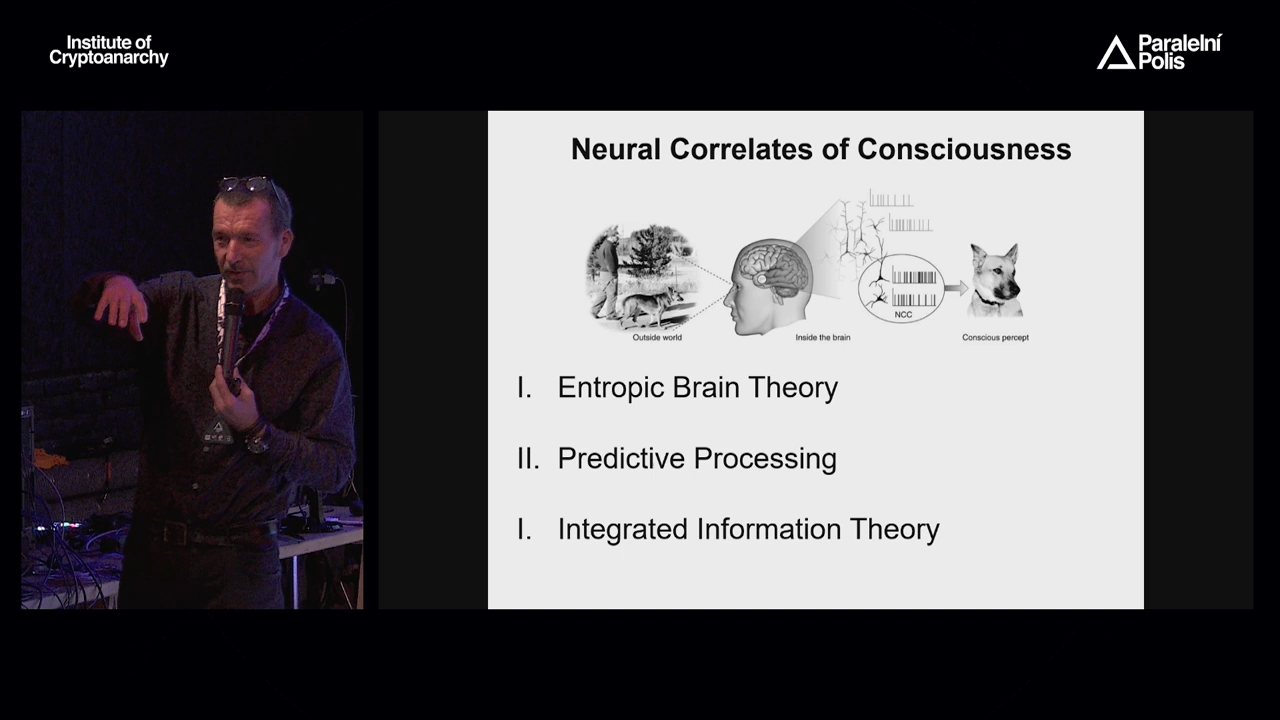 Institute of
Cryptoanarchy
Paralelní
Polis
Neural Correlates of Consciousness
NCC
Outside world
Inside the brain
Conscious percept
I. Entropic Brain Theory
II. Predictive Processing
I. Integrated Information Theory